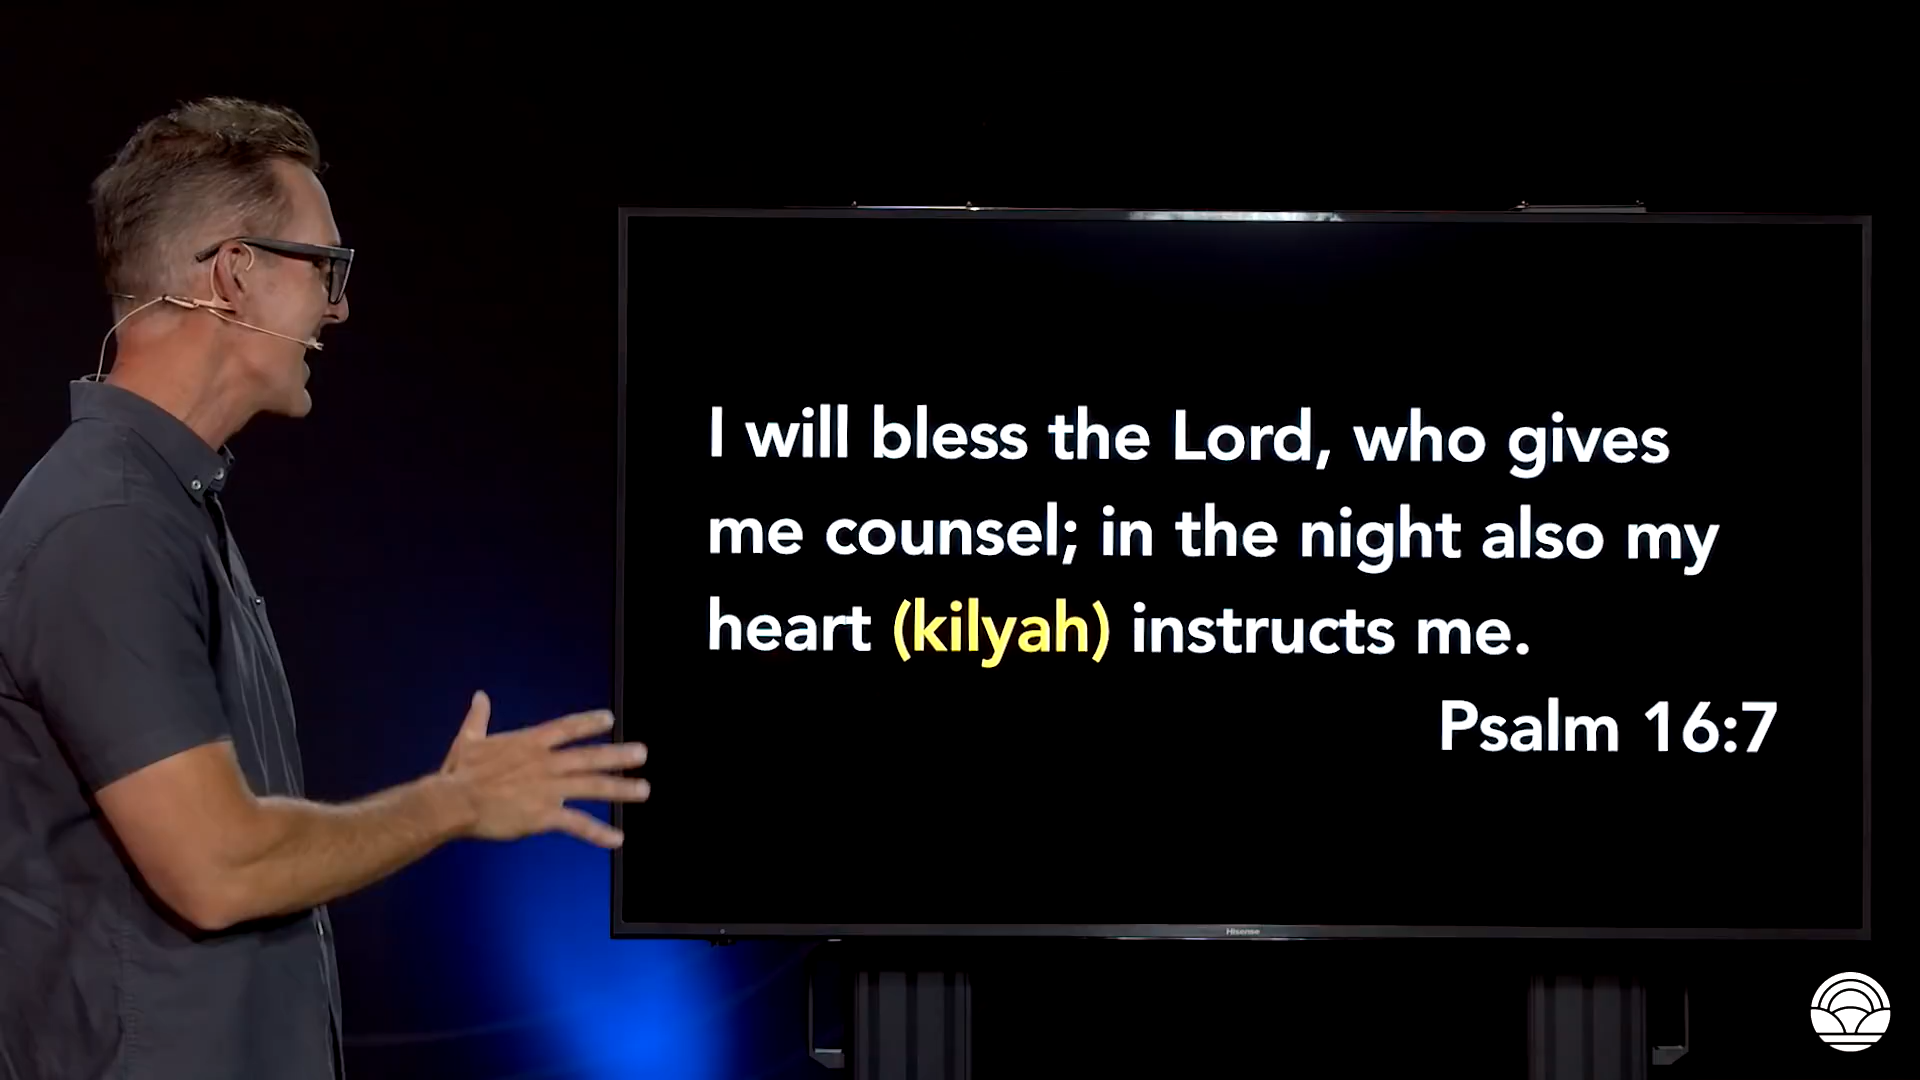 I will bless the Lord, who gives
me counsel; in the night also my
heart (kilyah) instructs me.
Psalm 16:7
Hisense